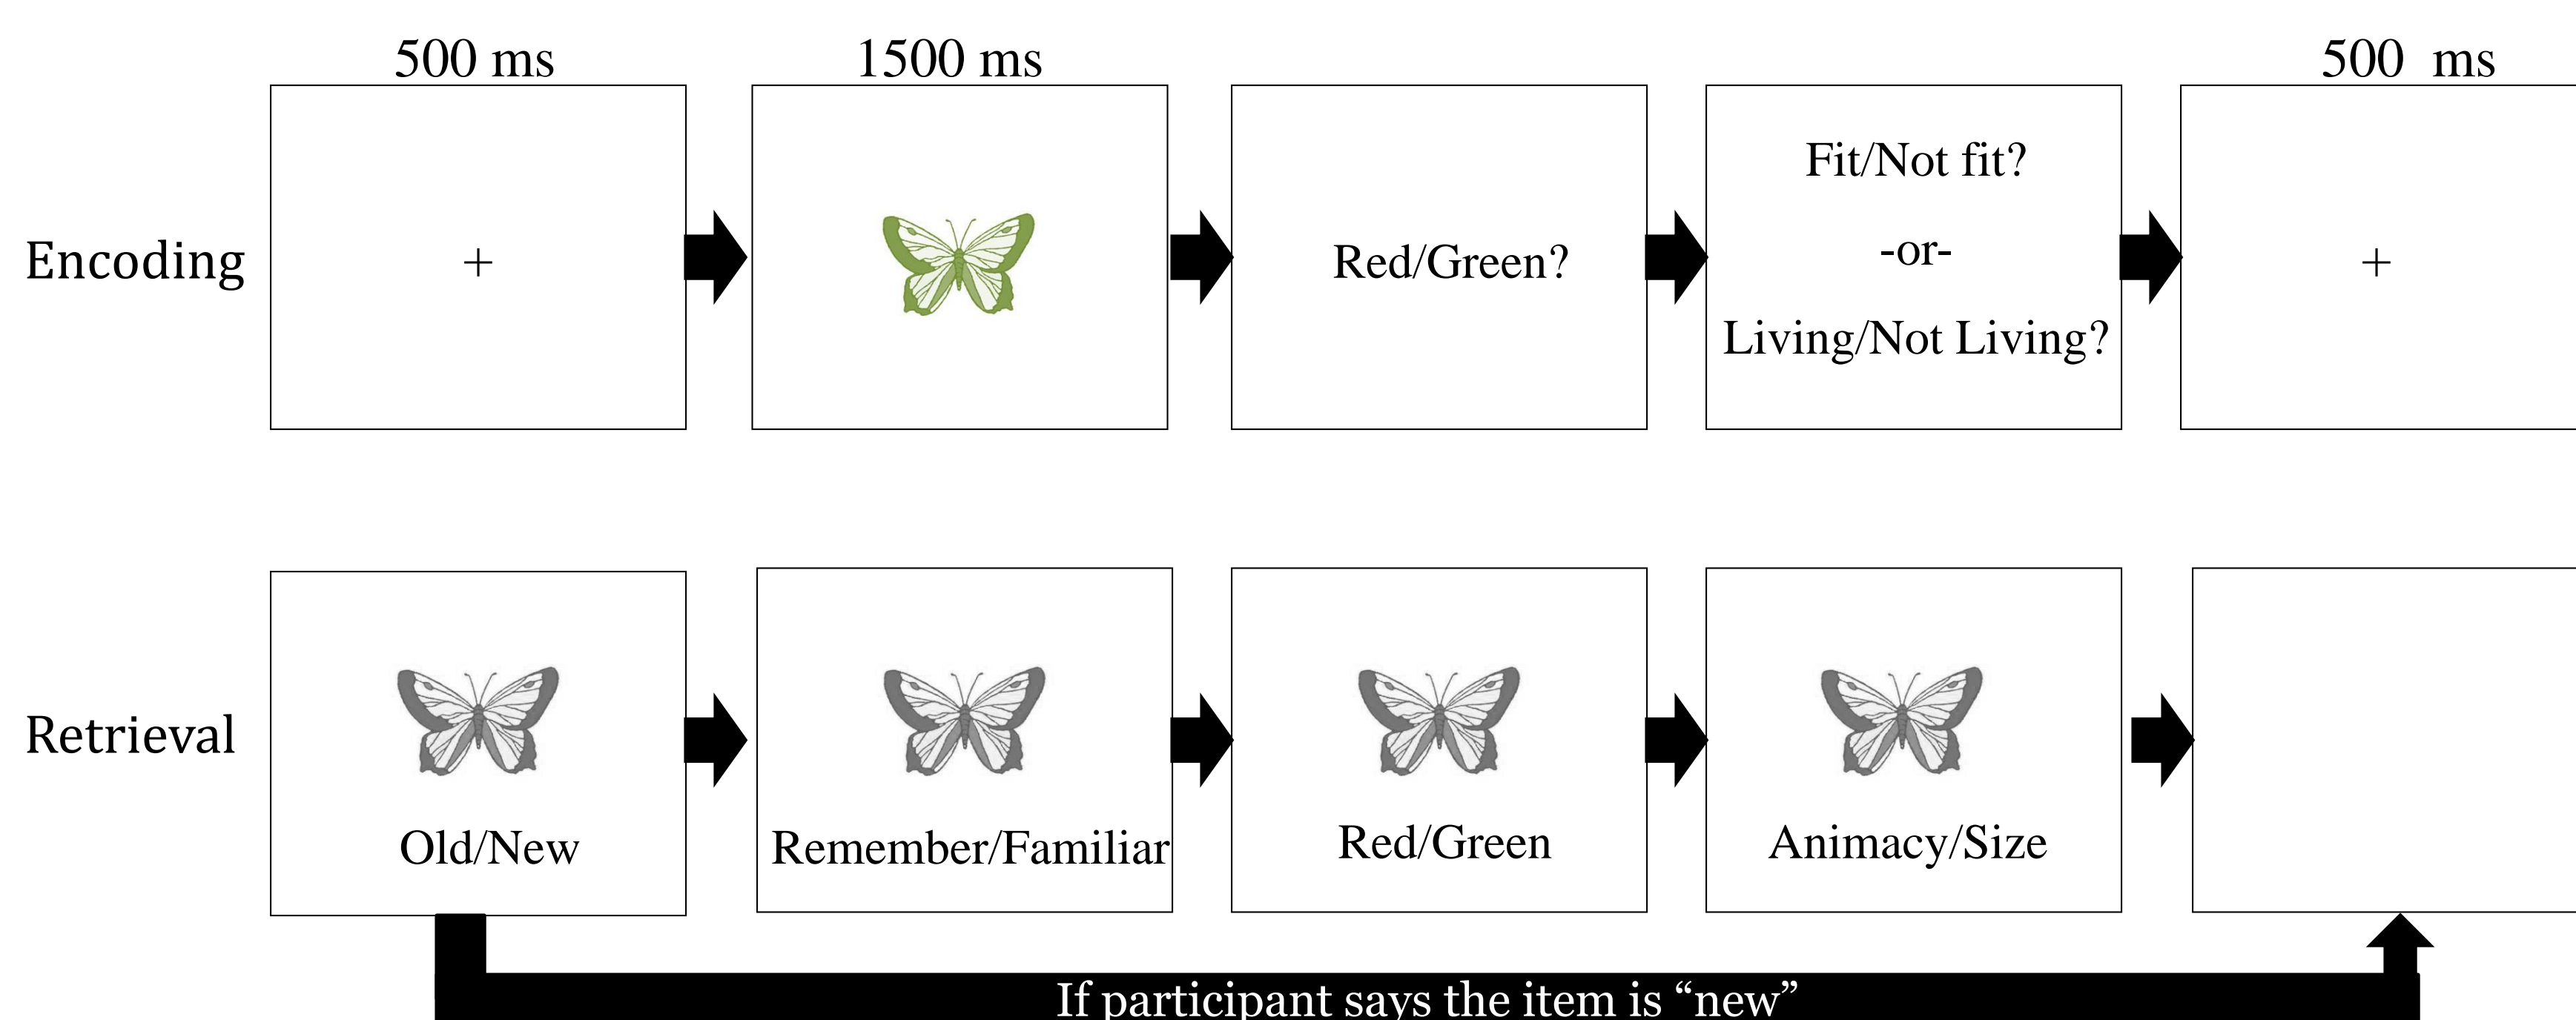 500 ms
1500 ms
500 ms
Encoding
+
Red/Green?
Fit/Not fit?
-or-
Living/Not Living?
+
Retrieval
Old/New
Remember/Familiar
Red/Green
Animacy/Size
If participant says the item is “new”